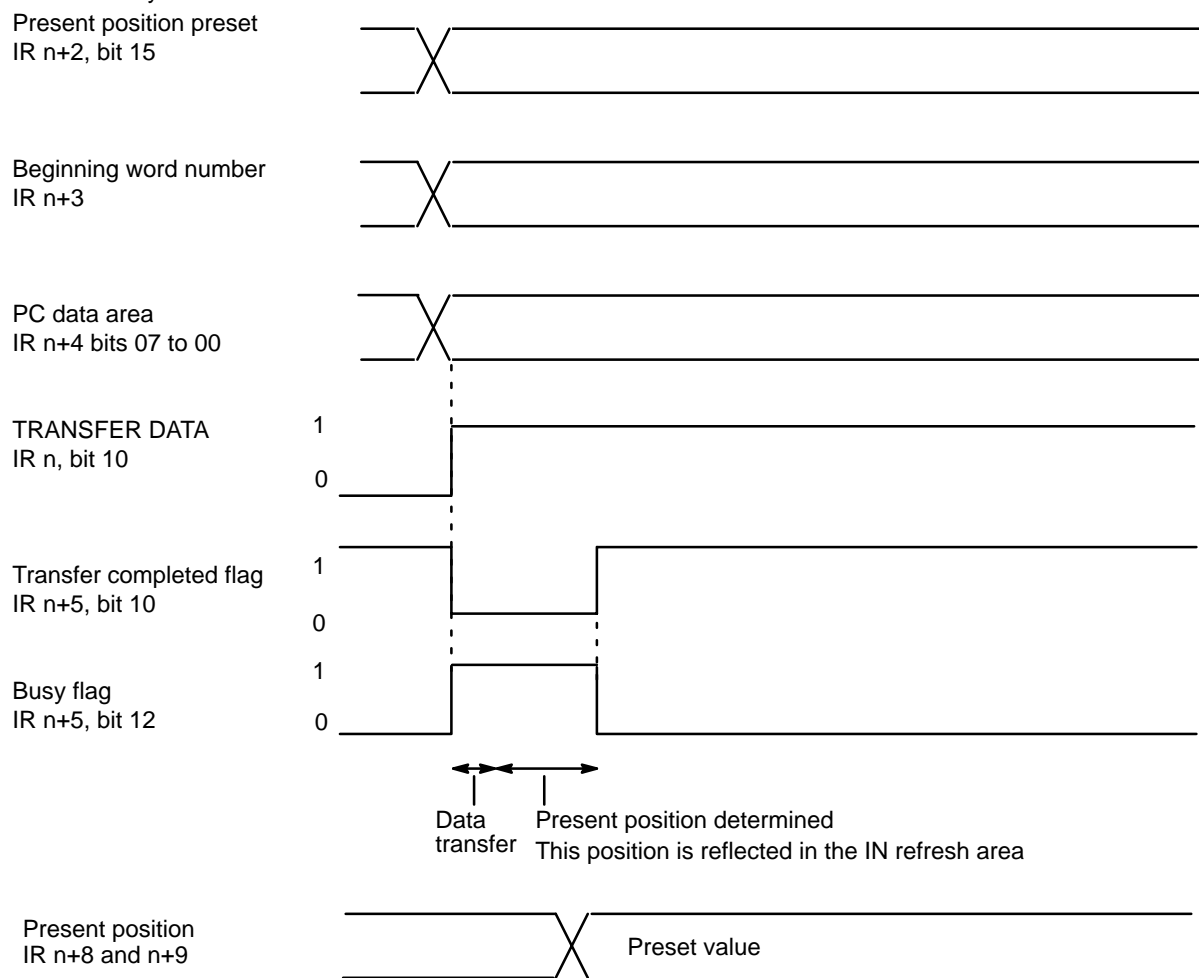 Present position preset
IR n+2, bit 15
Beginning word number
IR n+3
PC data area
IR n+4 bits 07 to 00
TRANSFER DATA
IR n, bit 10
1
0
Transfer completed flag
IR n+5, bit 10
1
0
Busy flag
IR n+5, bit 12
1
0
Data
transfer
Present position determined
This position is reflected in the IN refresh area
Present position
IR n+8 and n+9
Preset value